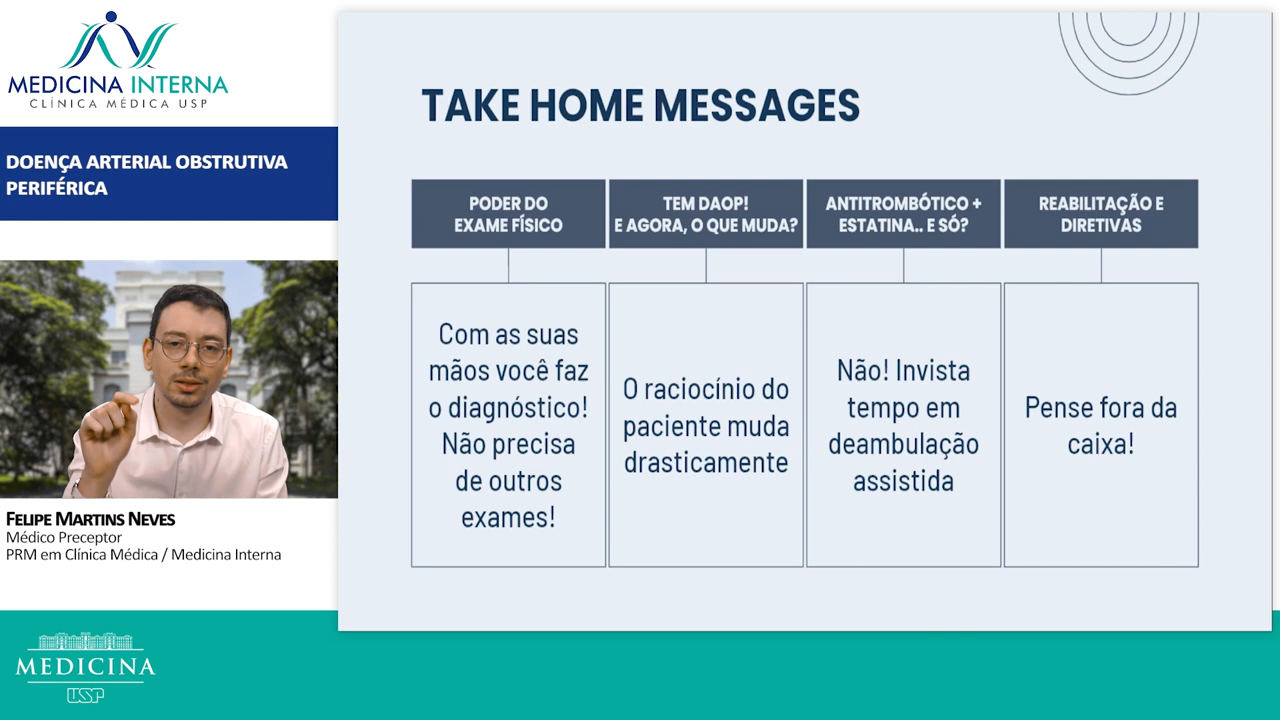 MEDICINA INTERNA
CLÍNICA MÉDICA USP
DOENÇA ARTERIAL OBSTRUTIVA
PERIFÉRICA
FELIPE MARTINS NEVES
Médico Preceptor
PRM em Clínica Médica / Medicina Interna
MEDICINA
USP
TAKE HOME MESSAGES
PODER DO
EXAME FÍSICO
Com as suas
mãos você faz
o diagnóstico!
Não precisa
de outros
exames!
TEM DAOP!
E AGORA, O QUE MUDA?
O raciocínio do
paciente muda
drasticamente
ANTITROMBÓTICO +
ESTATINA.. E SÓ?
Não! Invista
tempo em
deambulação
assistida
REABILITAÇÃO E
DIRETIVAS
Pense fora da
caixa!